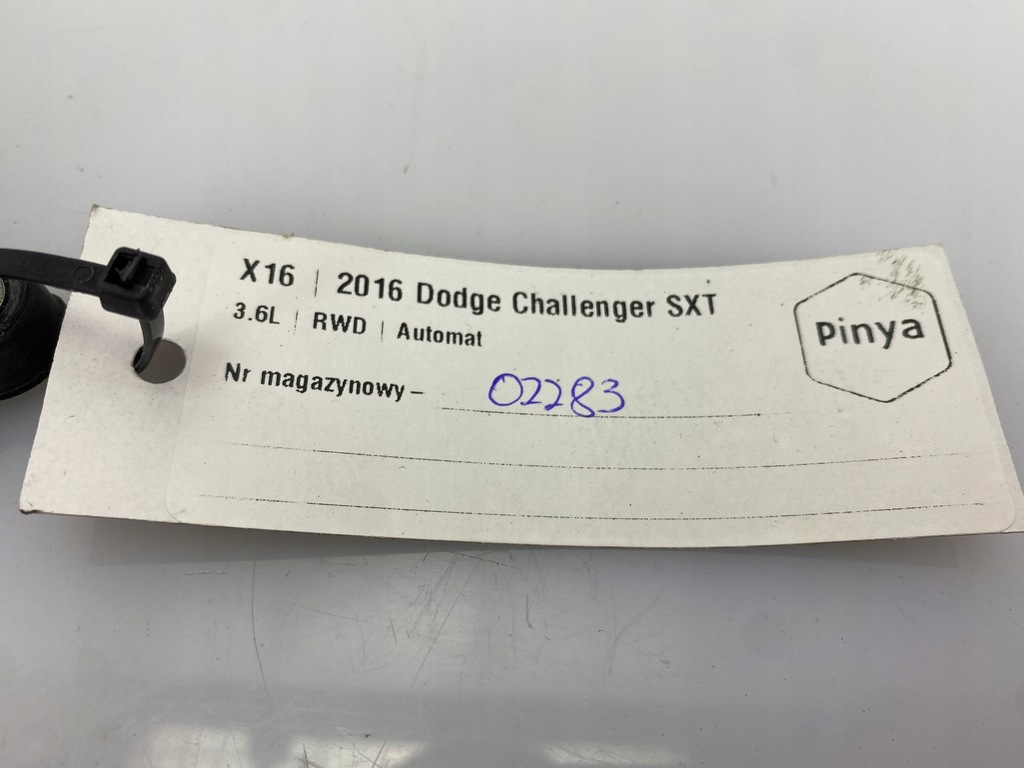 X16 | 2016 Dodge Challenger SXT
3.6L | RWD | Automat
Nr magazynowy – 02283
Pinya